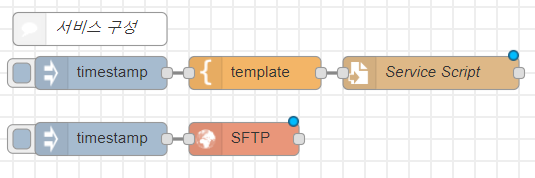 서비스 구성
timestamp
template
Service Script
timestamp
SFTP